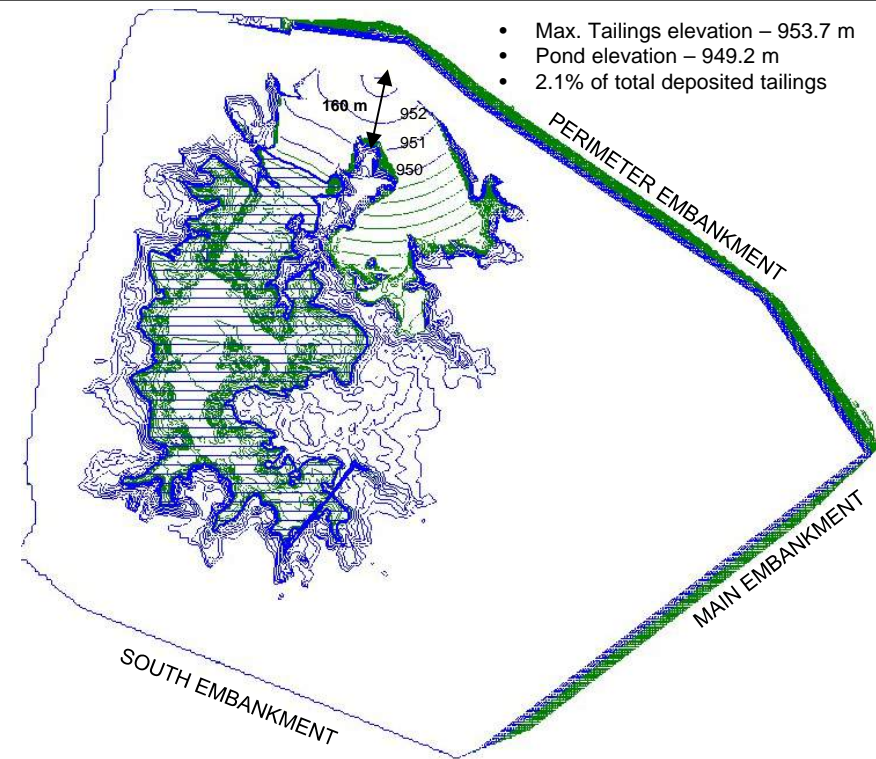 • Max. Tailings elevation – 953.7 m
• Pond elevation – 949.2 m
• 2.1% of total deposited tailings
160 m
952
951
950
PERIMETER EMBANKMENT
MAIN EMBANKMENT
SOUTH EMBANKMENT